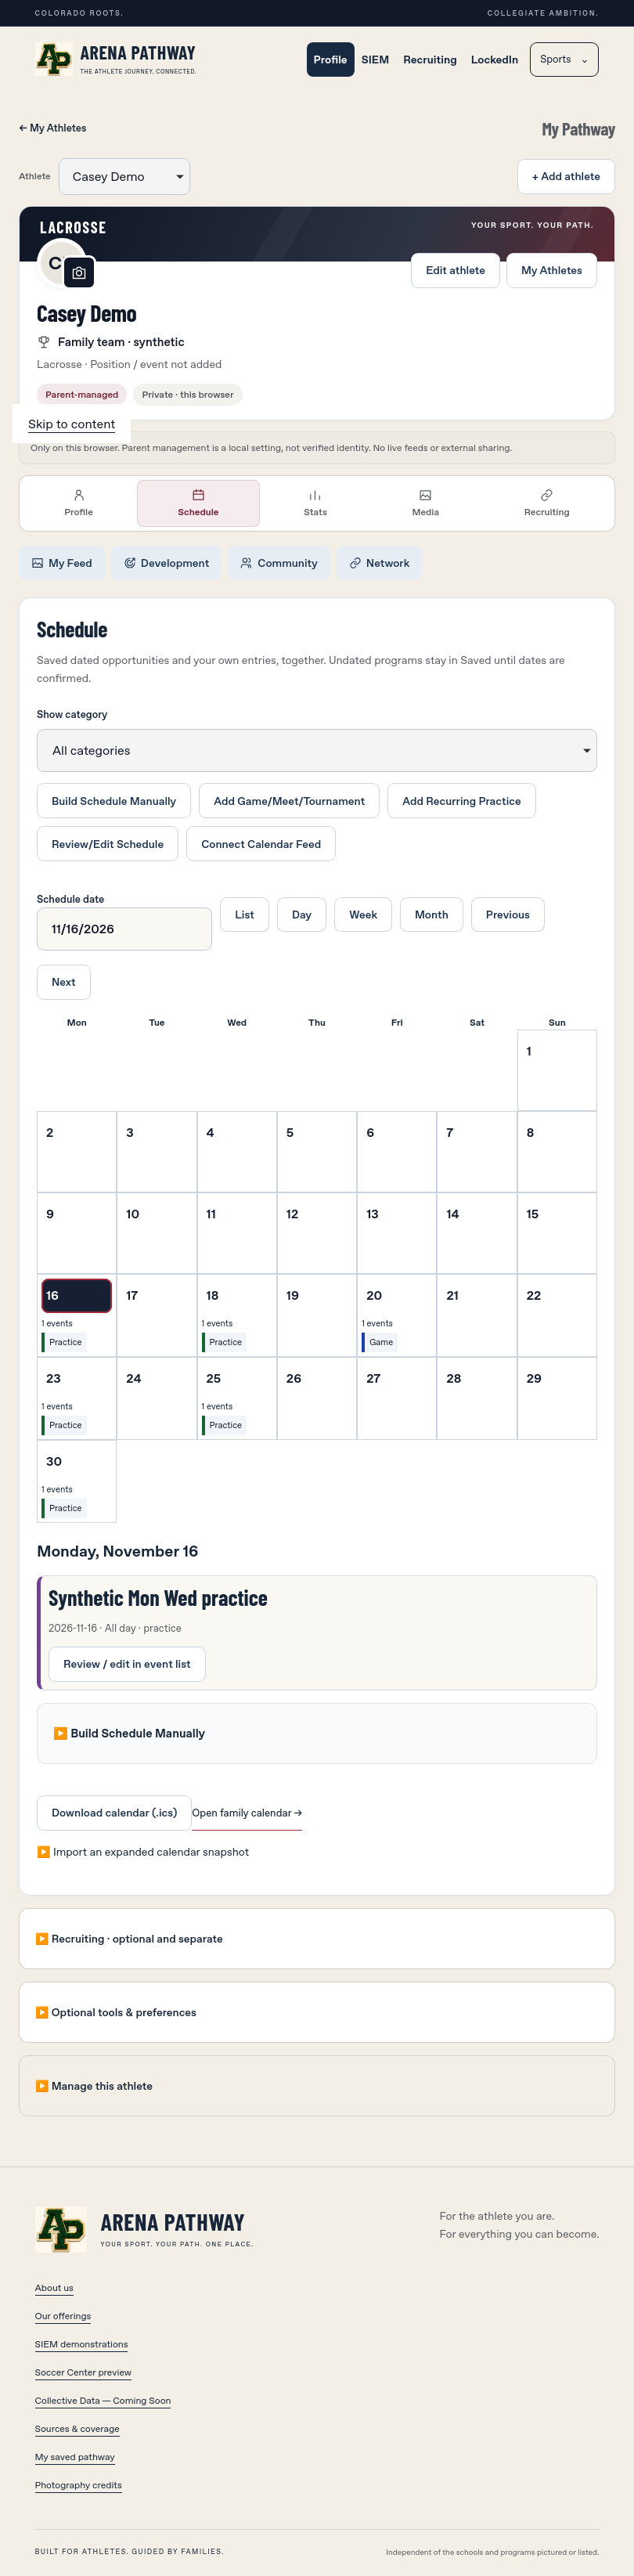 COLORADO ROOTS. COLLEGIATE AMBITION.
AP ARENA PATHWAY
THE ATHLETE JOURNEY, CONNECTED.
Profile SIEM Recruiting LockedIn Sports
← My Athletes My Pathway
Athlete Casey Demo + Add athlete
LACROSSE YOUR SPORT. YOUR PATH.
C
Edit athlete My Athletes
Casey Demo
Family team · synthetic
Lacrosse · Position / event not added
Parent-managed Private · this browser
Skip to content
Only on this browser. Parent management is a local setting, not verified identity. No live feeds or external sharing.
Profile Schedule Stats Media Recruiting
My Feed Development Community Network
Schedule
Saved dated opportunities and your own entries, together. Undated programs stay in Saved until dates are
confirmed.
Show category
All categories
Build Schedule Manually Add Game/Meet/Tournament Add Recurring Practice
Review/Edit Schedule Connect Calendar Feed
Schedule date
11/16/2026 List Day Week Month Previous
Next
Mon Tue Wed Thu Fri Sat Sun
1
2 3 4 5 6 7 8
9 10 11 12 13 14 15
16 17 18 19 20 21 22
1 events 1 events 1 events
Practice Practice Game
23 24 25 26 27 28 29
1 events 1 events
Practice Practice
30
1 events
Practice
Monday, November 16
Synthetic Mon Wed practice
2026-11-16 · All day · practice
Review / edit in event list
Build Schedule Manually
Download calendar (.ics) Open family calendar →
Import an expanded calendar snapshot
Recruiting · optional and separate
Optional tools & preferences
Manage this athlete
AP ARENA PATHWAY
YOUR SPORT. YOUR PATH. ONE PLACE.
For the athlete you are.
For everything you can become.
About us
Our offerings
SIEM demonstrations
Soccer Center preview
Collective Data — Coming Soon
Sources & coverage
My saved pathway
Photography credits
BUILT FOR ATHLETES. GUIDED BY FAMILIES. Independent of the schools and programs pictured or listed.